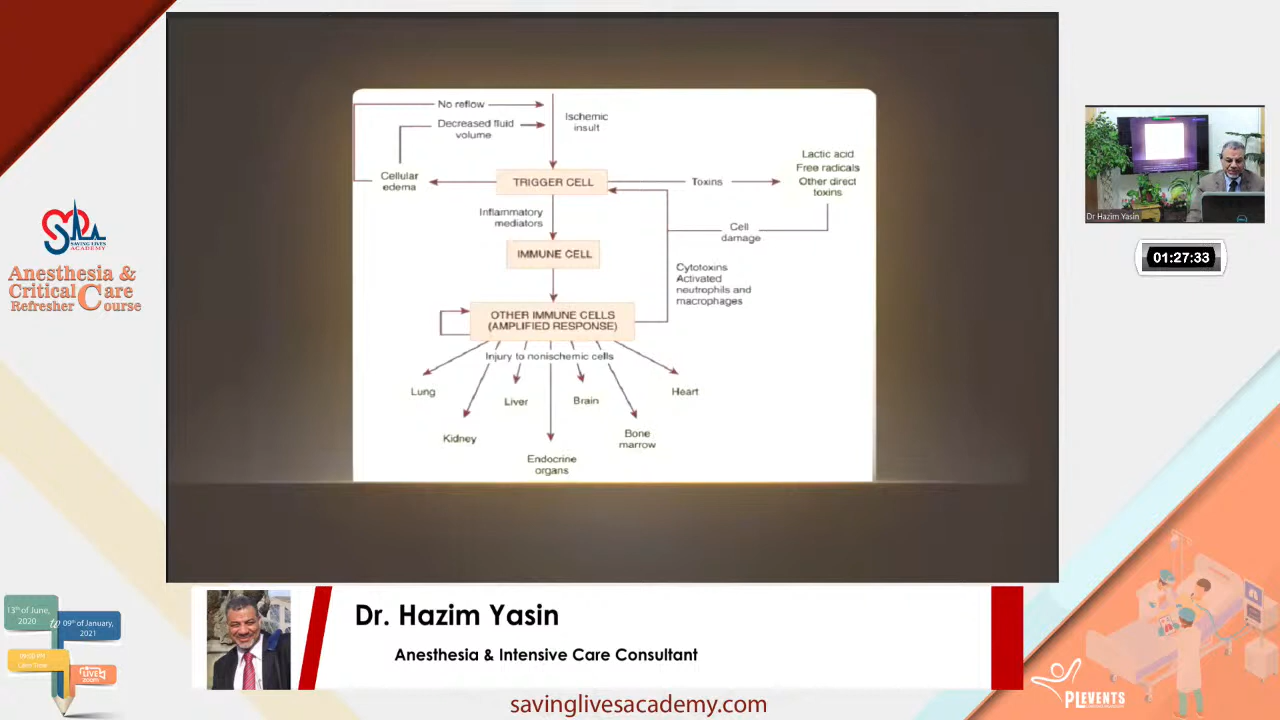 No reflow
Decreased fluid
volume
Ischemic
insult
Cellular
edema
TRIGGER CELL
Toxins
Lactic acid
Free radicals
Other direct
toxins
Inflammatory
mediators
Cell
damage
IMMUNE CELL
Cytotoxins
Activated
neutrophils and
macrophages
OTHER IMMUNE CELLS
(AMPLIFIED RESPONSE)
Injury to nonischemic cells
Lung
Liver
Brain
Heart
Kidney
Bone
marrow
Endocrine
organs
SAVING LIVES
ACADEMY
Anesthesia &
Critical Care
Refresher Course
Dr Hazim Yasin
01:27:33
13th of June,
2020
to
09th of January,
2021
LIVE
Dr. Hazim Yasin
Anesthesia & Intensive Care Consultant
savinglivesacademy.com
PLEVENTS